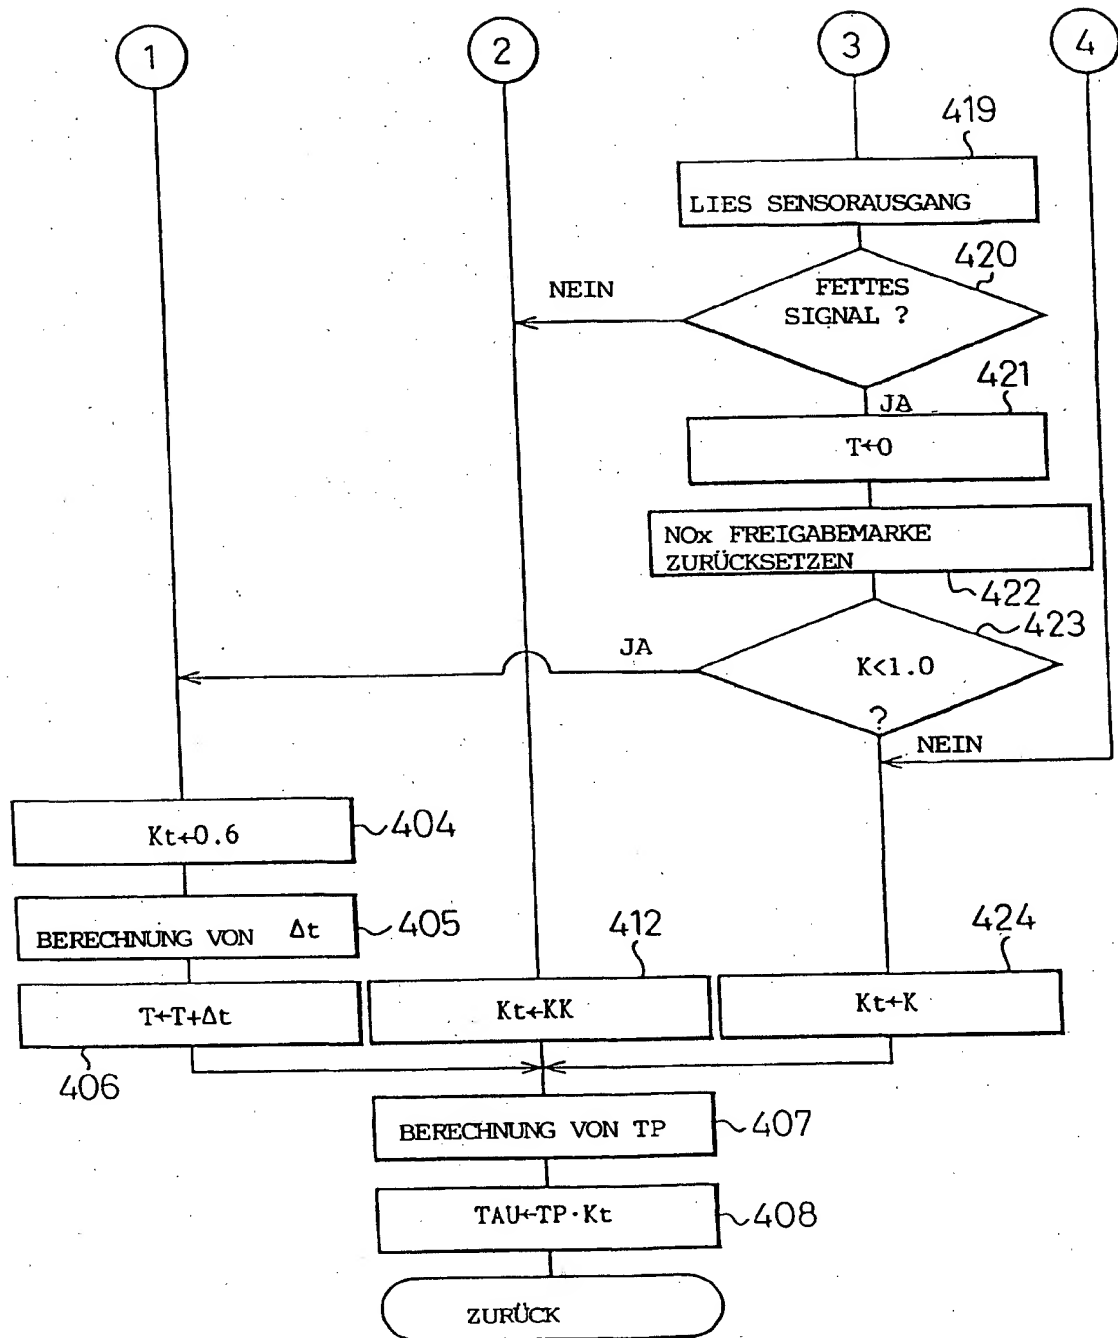 1
2
3
4
419
LIES SENSORAUSGANG
420
NEIN
FETTES
SIGNAL ?
421
JA
T←0
NOx FREIGABEMARKE
ZURÜCKSETZEN
422
423
JA
K<1.0
?
NEIN
Kt←0.6
404
BERECHNUNG VON Δt
405
412
424
T←T+Δt
Kt←KK
Kt←K
406
BERECHNUNG VON TP
407
TAU←TP·Kt
408
ZURÜCK